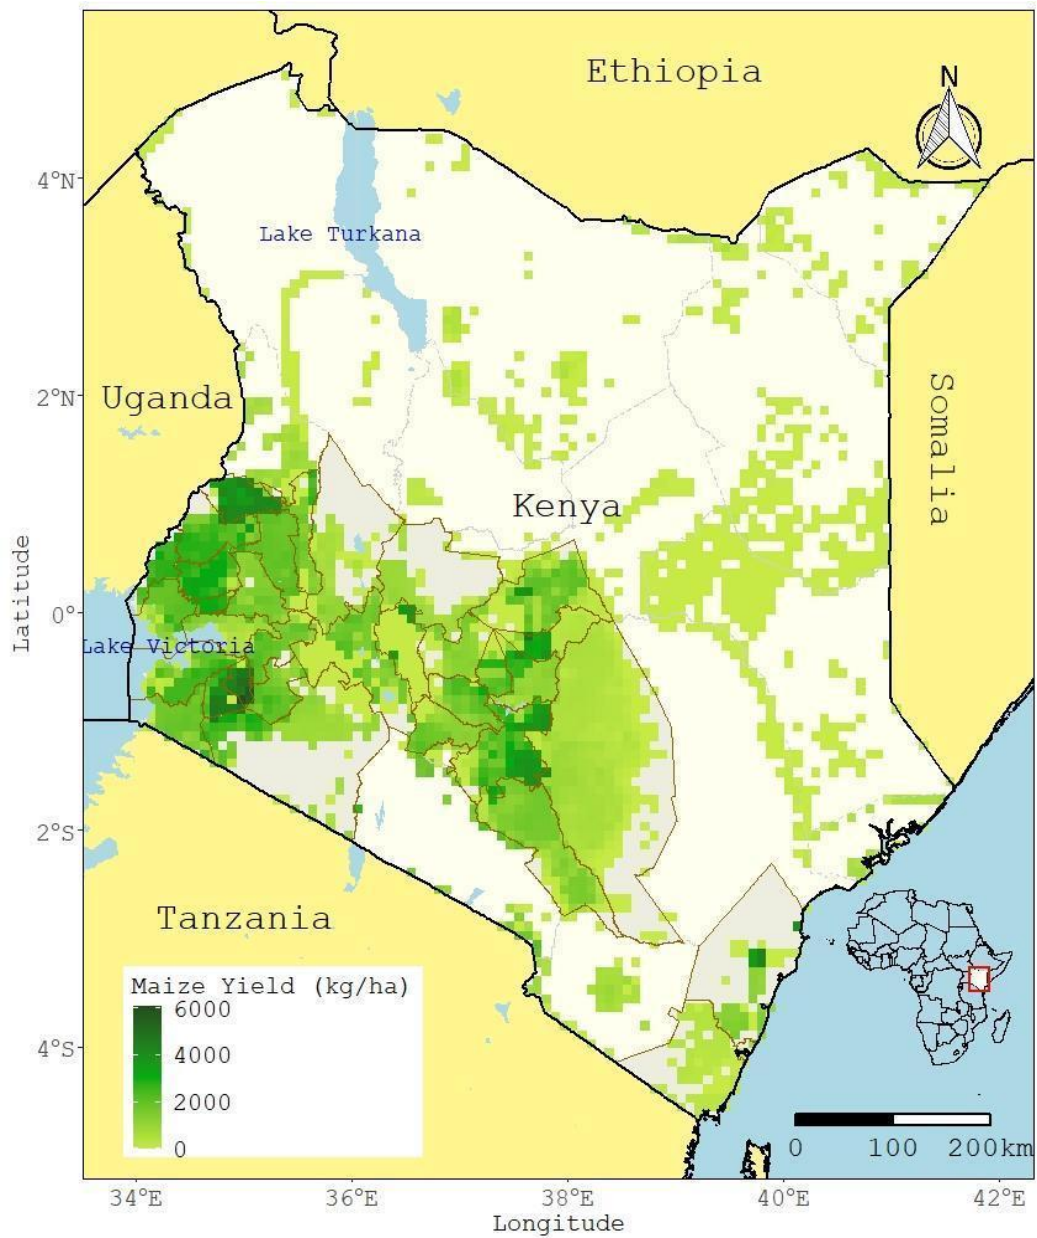 Ethiopia
N
4°N
Lake Turkana
2°N
Uganda
Somalia
Kenya
Latitude
0°
Lake Victoria
2°S
Tanzania
Maize Yield (kg/ha)
6000
4000
2000
0
4°S
0 100 200km
34°E 36°E 38°E 40°E 42°E
Longitude